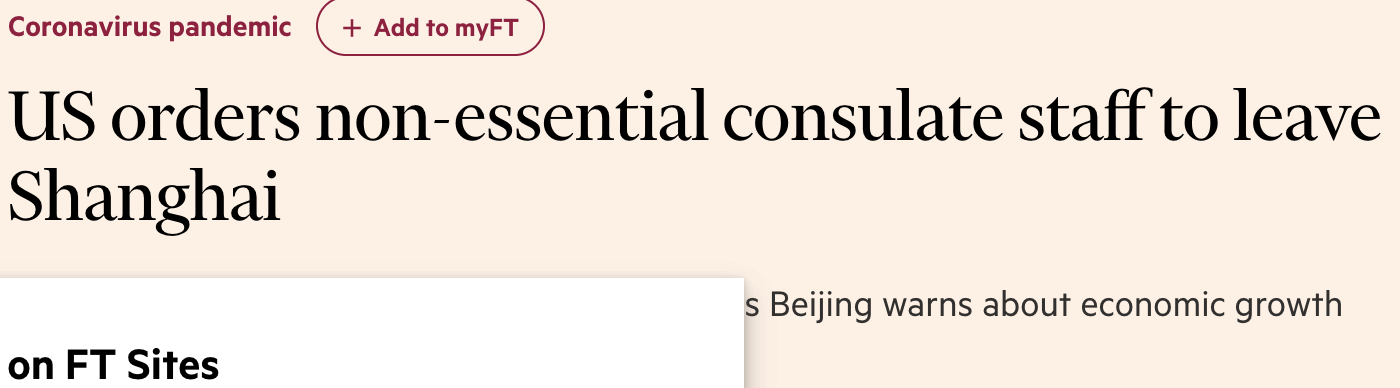 Coronavirus pandemic + Add to myFT
US orders non-essential consulate staff to leave
Shanghai
s Beijing warns about economic growth
on FT Sites